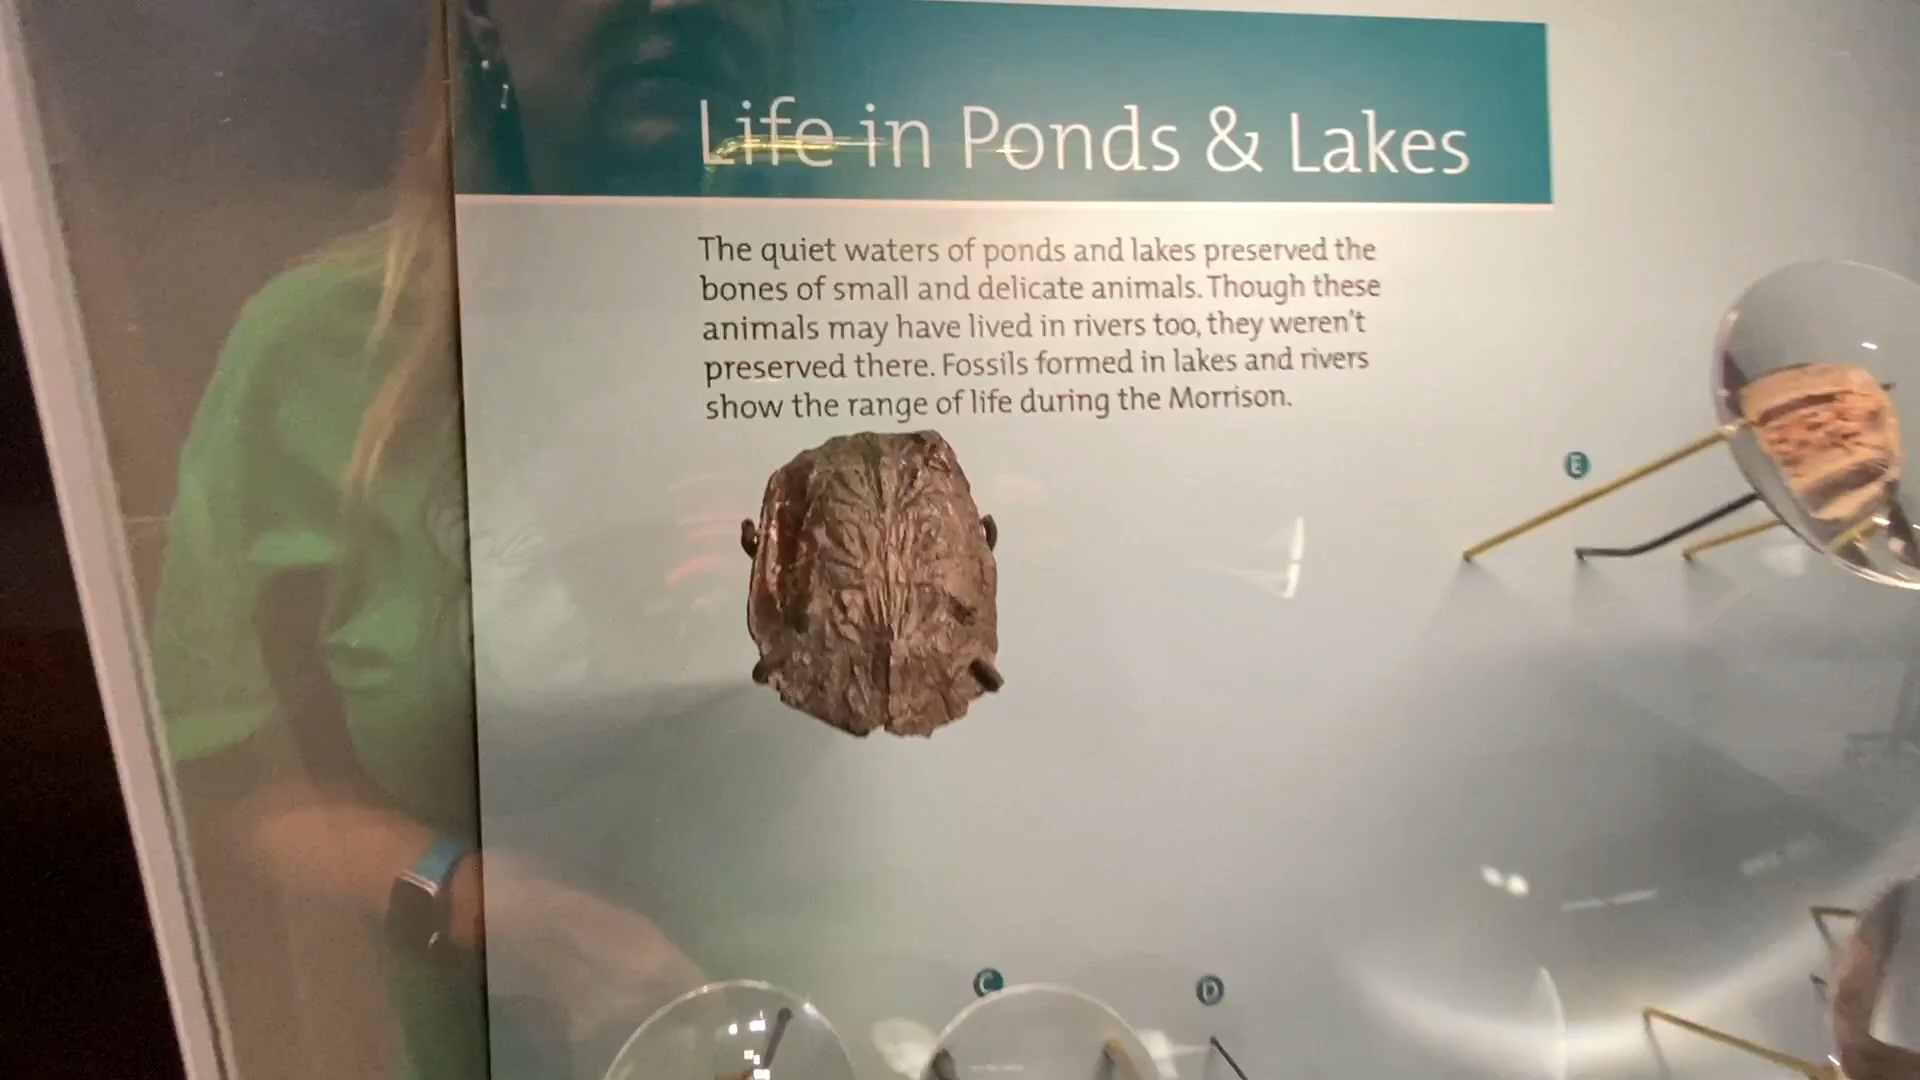 Life in Ponds & Lakes
The quiet waters of ponds and lakes preserved the
bones of small and delicate animals. Though these
animals may have lived in rivers too, they weren't
preserved there. Fossils formed in lakes and rivers
show the range of life during the Morrison.
E
C
D